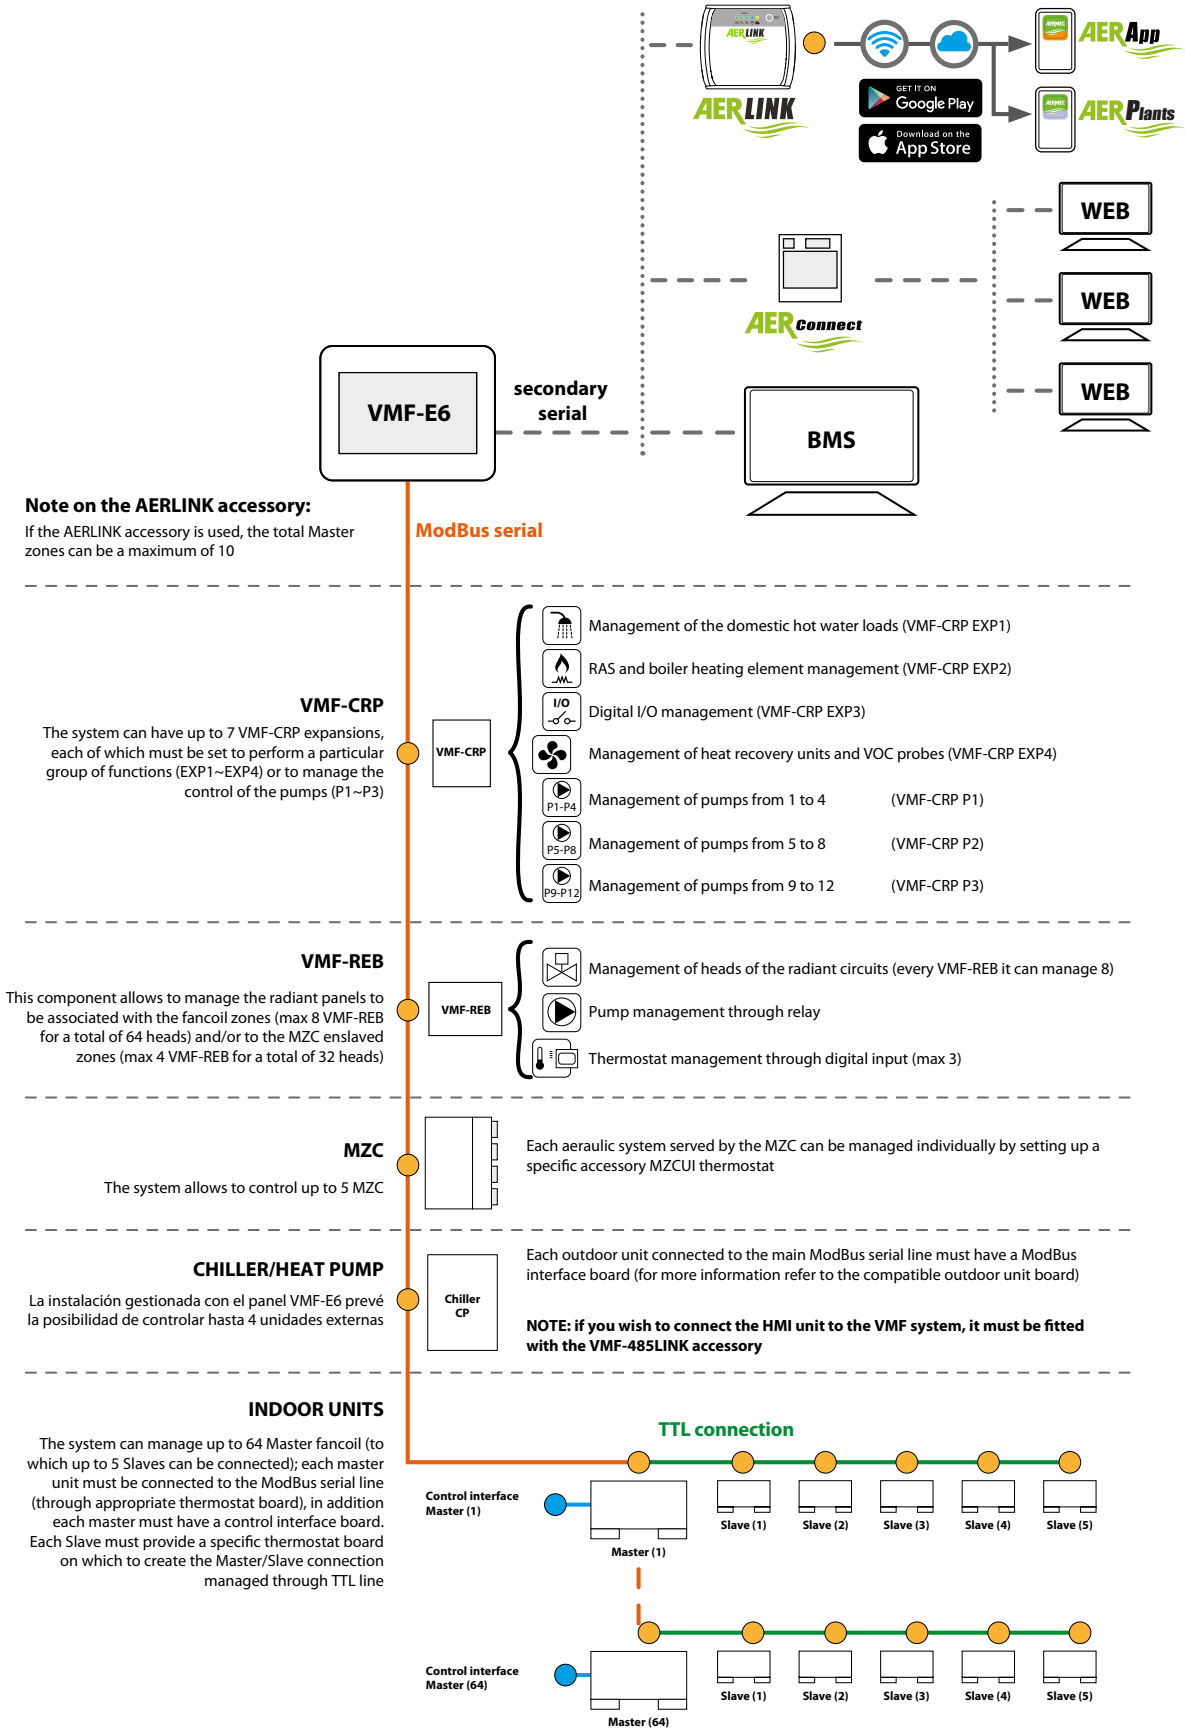 AERLINK
AERLINK
GET IT ON
Google Play
Download on the
App Store
AERMEC
AERApp
AERMEC
AERPlants
WEB
WEB
WEB
AERConnect
VMF-E6
secondary
serial
BMS
Note on the AERLINK accessory:
If the AERLINK accessory is used, the total Master
zones can be a maximum of 10
ModBus serial
VMF-CRP
The system can have up to 7 VMF-CRP expansions,
each of which must be set to perform a particular
group of functions (EXP1~EXP4) or to manage the
control of the pumps (P1~P3)
VMF-CRP
Management of the domestic hot water loads (VMF-CRP EXP1)
RAS and boiler heating element management (VMF-CRP EXP2)
I/O
Digital I/O management (VMF-CRP EXP3)
Management of heat recovery units and VOC probes (VMF-CRP EXP4)
P1-P4
Management of pumps from 1 to 4 (VMF-CRP P1)
P5-P8
Management of pumps from 5 to 8 (VMF-CRP P2)
P9-P12
Management of pumps from 9 to 12 (VMF-CRP P3)
VMF-REB
This component allows to manage the radiant panels to
be associated with the fancoil zones (max 8 VMF-REB
for a total of 64 heads) and/or to the MZC enslaved
zones (max 4 VMF-REB for a total of 32 heads)
VMF-REB
Management of heads of the radiant circuits (every VMF-REB it can manage 8)
Pump management through relay
Thermostat management through digital input (max 3)
MZC
The system allows to control up to 5 MZC
Each aeraulic system served by the MZC can be managed individually by setting up a
specific accessory MZCUI thermostat
CHILLER/HEAT PUMP
La instalación gestionada con el panel VMF-E6 prevé
la posibilidad de controlar hasta 4 unidades externas
Chiller
CP
Each outdoor unit connected to the main ModBus serial line must have a ModBus
interface board (for more information refer to the compatible outdoor unit board)
NOTE: if you wish to connect the HMI unit to the VMF system, it must be fitted
with the VMF-485LINK accessory
INDOOR UNITS
The system can manage up to 64 Master fancoil (to
which up to 5 Slaves can be connected); each master
unit must be connected to the ModBus serial line
(through appropriate thermostat board), in addition
each master must have a control interface board.
Each Slave must provide a specific thermostat board
on which to create the Master/Slave connection
managed through TTL line
TTL connection
Control interface
Master (1)
Master (1)
Slave (1)
Slave (2)
Slave (3)
Slave (4)
Slave (5)
Control interface
Master (64)
Master (64)
Slave (1)
Slave (2)
Slave (3)
Slave (4)
Slave (5)